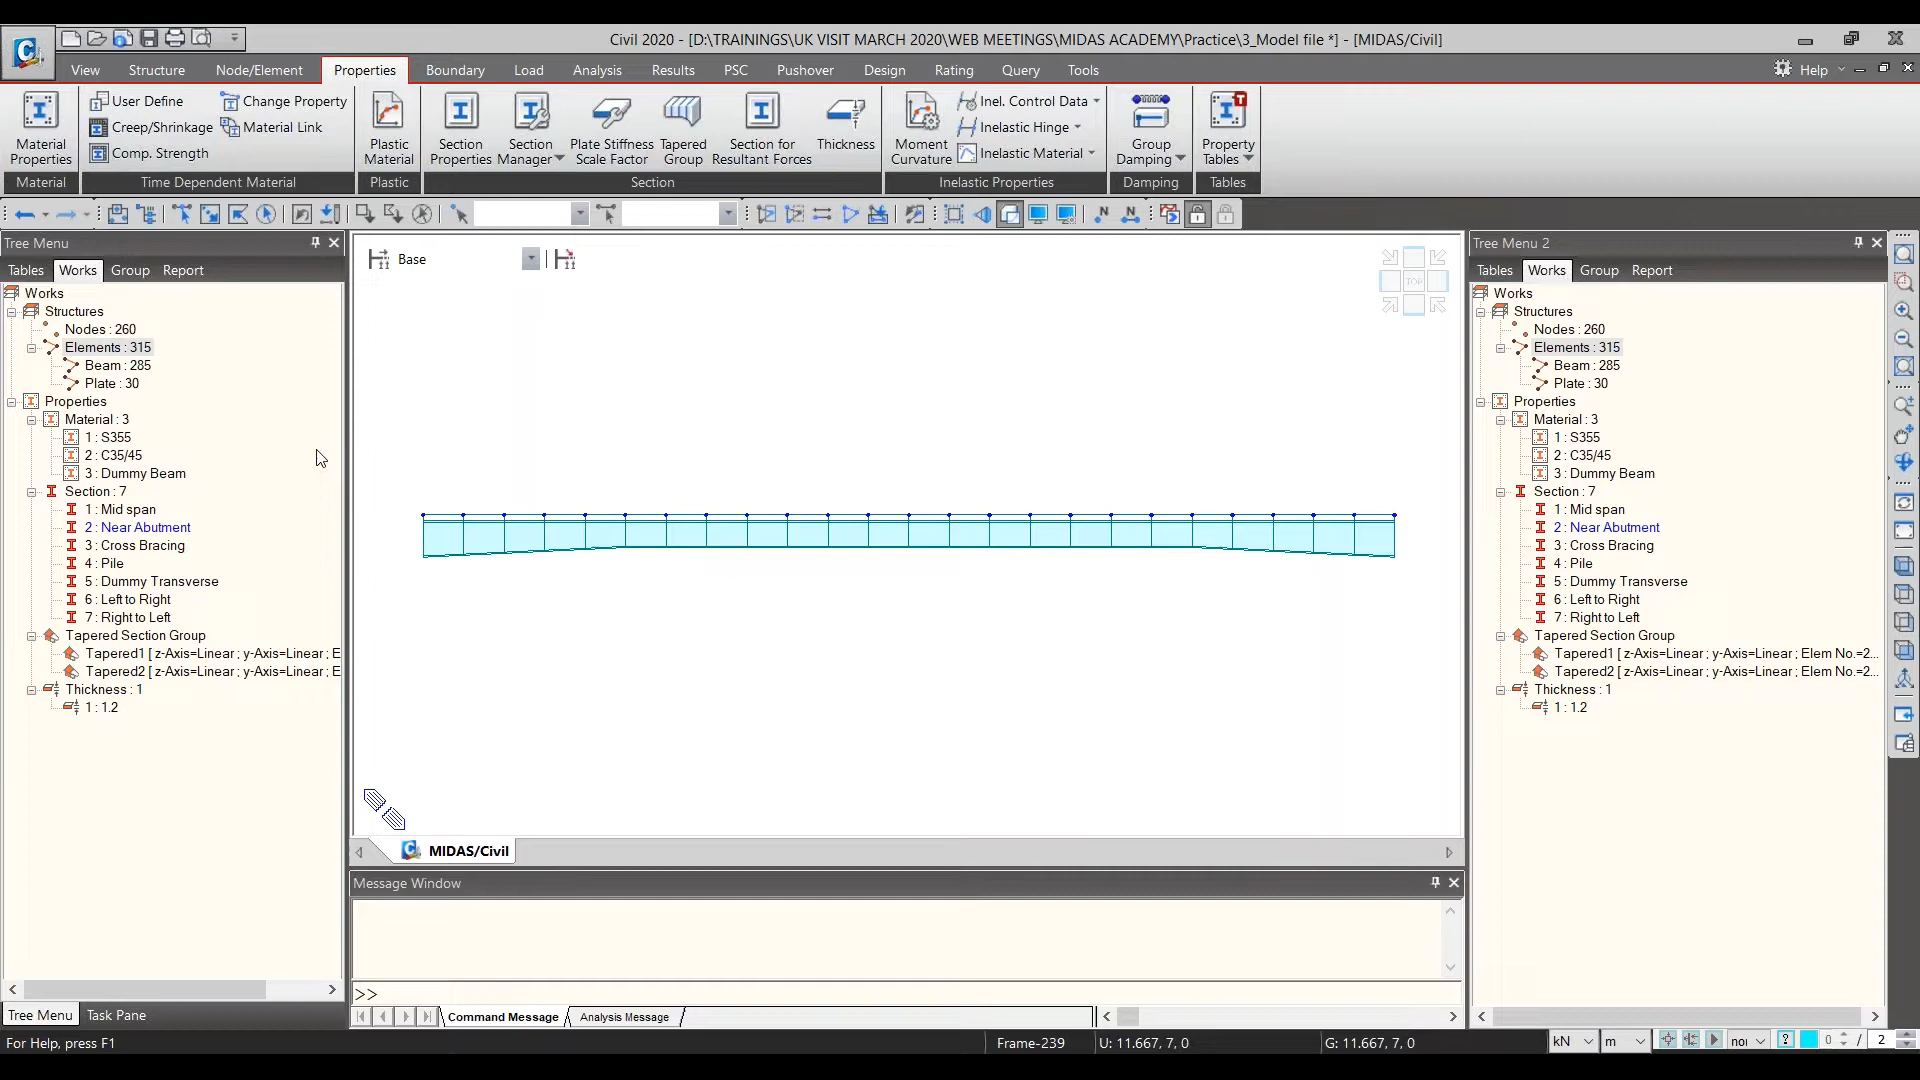 Civil 2020 - [D:\TRAININGS\UK VISIT MARCH 2020\WEB MEETINGS\MIDAS ACADEMY\Practice\3_Model file *] - [MIDAS/Civil]
View Structure Node/Element Properties Boundary Load Analysis Results PSC Pushover Design Rating Query Tools Help
Material Properties
User Define
Creep/Shrinkage
Comp. Strength
Change Property
Material Link
Plastic Material
Section Properties
Section Manager
Plate Stiffness Scale Factor
Tapered Group
Section for Resultant Forces
Thickness
Moment Curvature
Inel. Control Data
Inelastic Hinge
Inelastic Material
Group Damping
Property Tables
Material Time Dependent Material Plastic Section Inelastic Properties Damping Tables
Tree Menu
Tables Works Group Report
Works
Structures
Nodes : 260
Elements : 315
Beam : 285
Plate : 30
Properties
Material : 3
1 : S355
2 : C35/45
3 : Dummy Beam
Section : 7
1 : Mid span
2 : Near Abutment
3 : Cross Bracing
4 : Pile
5 : Dummy Transverse
6 : Left to Right
7 : Right to Left
Tapered Section Group
Tapered1 [ z-Axis=Linear ; y-Axis=Linear ; E
Tapered2 [ z-Axis=Linear ; y-Axis=Linear ; E
Thickness : 1
1 : 1.2
Tree Menu Task Pane
Base
TOP
MIDAS/Civil
Message Window
>>
Command Message Analysis Message
Tree Menu 2
Tables Works Group Report
Works
Structures
Nodes : 260
Elements : 315
Beam : 285
Plate : 30
Properties
Material : 3
1 : S355
2 : C35/45
3 : Dummy Beam
Section : 7
1 : Mid span
2 : Near Abutment
3 : Cross Bracing
4 : Pile
5 : Dummy Transverse
6 : Left to Right
7 : Right to Left
Tapered Section Group
Tapered1 [ z-Axis=Linear ; y-Axis=Linear ; Elem No.=2...
Tapered2 [ z-Axis=Linear ; y-Axis=Linear ; Elem No.=2...
Thickness : 1
1 : 1.2
For Help, press F1 Frame-239 U: 11.667, 7, 0 G: 11.667, 7, 0 kN m nor 0 / 2